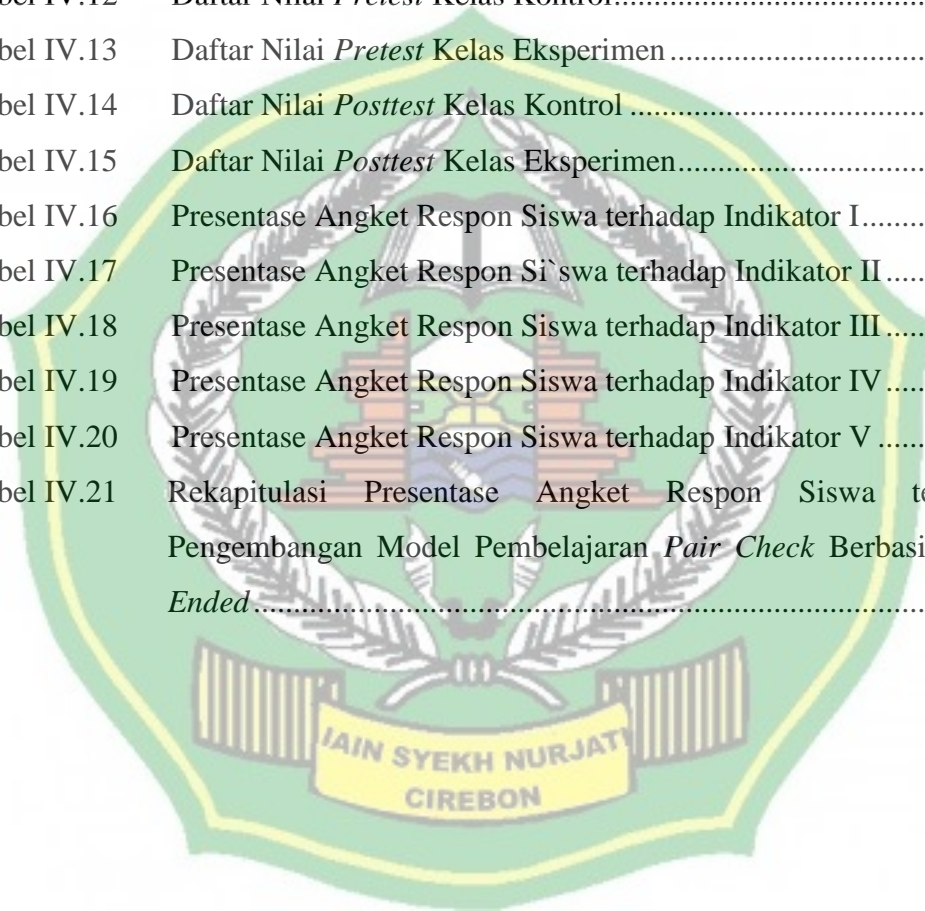 bel IV.12 Daftar Nilai Pretest Kelas Kontrol
bel IV.13 Daftar Nilai Pretest Kelas Eksperimen
bel IV.14 Daftar Nilai Posttest Kelas Kontrol
bel IV.15 Daftar Nilai Posttest Kelas Eksperimen
bel IV.16 Presentase Angket Respon Siswa terhadap Indikator I
bel IV.17 Presentase Angket Respon Si`swa terhadap Indikator II
bel IV.18 Presentase Angket Respon Siswa terhadap Indikator III
bel IV.19 Presentase Angket Respon Siswa terhadap Indikator IV
bel IV.20 Presentase Angket Respon Siswa terhadap Indikator V
bel IV.21 Rekapitulasi Presentase Angket Respon Siswa te
Pengembangan Model Pembelajaran Pair Check Berbasi
Ended
IAIN SYEKH NURJATI
CIREBON